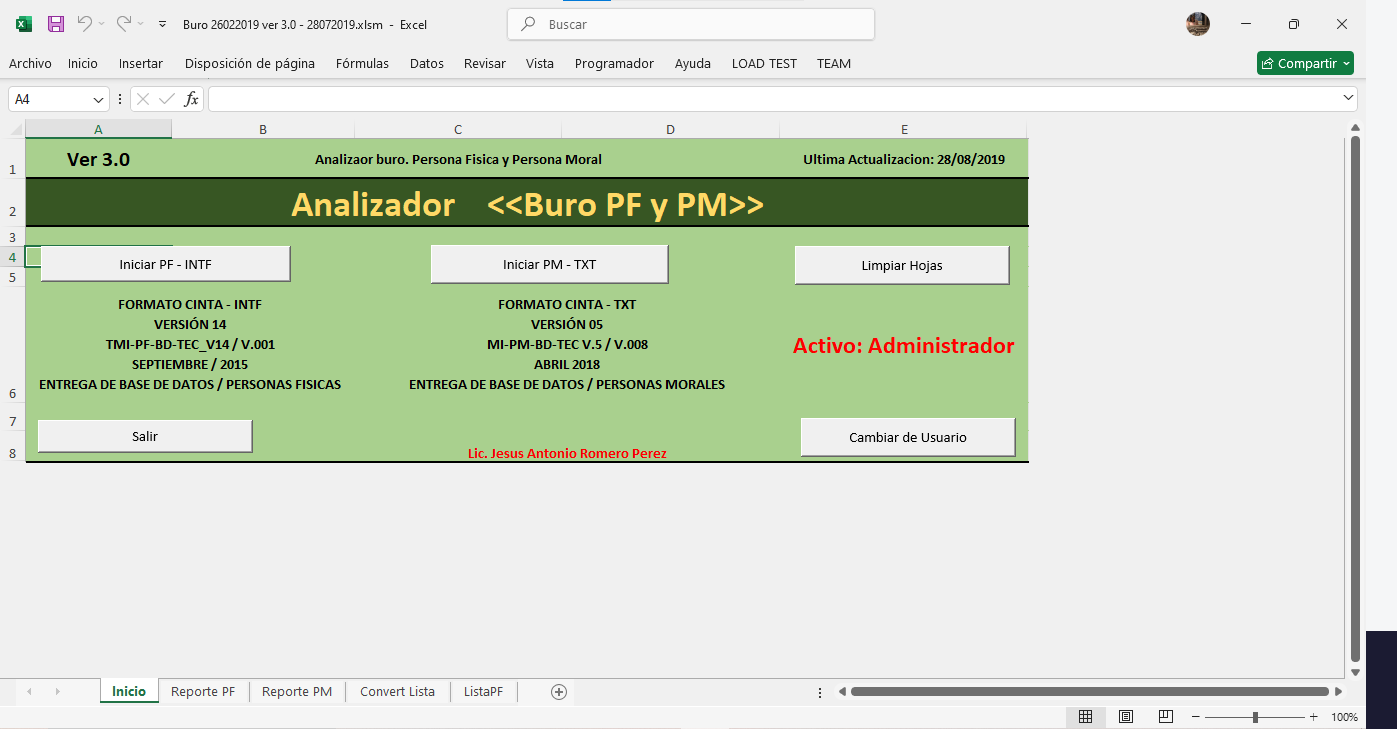 Buro 26022019 ver 3.0 - 28072019.xlsm - Excel
Buscar
Archivo Inicio Insertar Disposición de página Fórmulas Datos Revisar Vista Programador Ayuda LOAD TEST TEAM
Compartir
A4
fx
A B C D E
1
Ver 3.0
Analizaor buro. Persona Fisica y Persona Moral
Ultima Actualizacion: 28/08/2019
2
Analizador <<Buro PF y PM>>
3
4
5
Iniciar PF - INTF
Iniciar PM - TXT
Limpiar Hojas
FORMATO CINTA - INTF
VERSIÓN 14
TMI-PF-BD-TEC_V14 / V.001
SEPTIEMBRE / 2015
ENTREGA DE BASE DE DATOS / PERSONAS FISICAS
FORMATO CINTA - TXT
VERSIÓN 05
MI-PM-BD-TEC V.5 / V.008
ABRIL 2018
ENTREGA DE BASE DE DATOS / PERSONAS MORALES
Activo: Administrador
6
7
Salir
Cambiar de Usuario
8
Lic. Jesus Antonio Romero Perez
Inicio Reporte PF Reporte PM Convert Lista ListaPF
100%